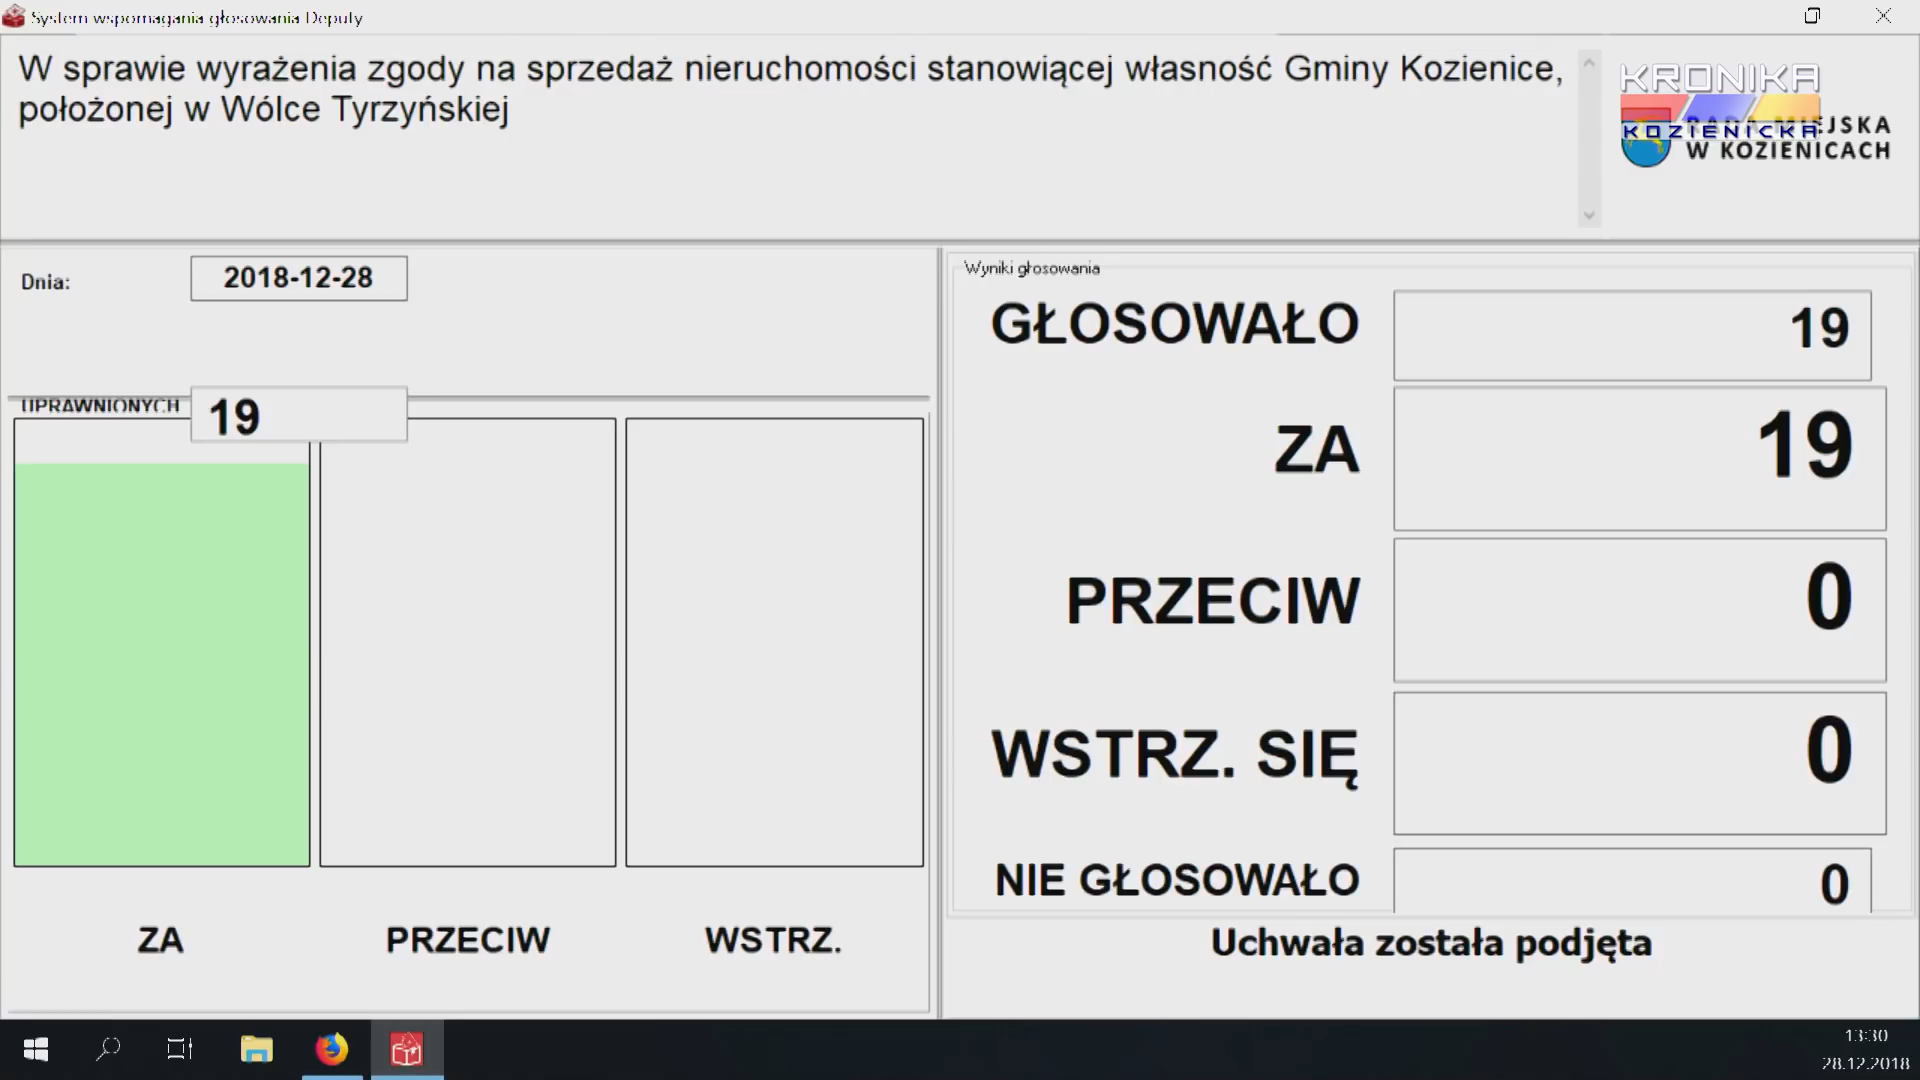 System wspomagania głosowania Deputy
W sprawie wyrażenia zgody na sprzedaż nieruchomości stanowiącej własność Gminy Kozienice,
położonej w Wólce Tyrzyńskiej
KRONIKA
KOZIENICKA
RADA MIEJSKA
W KOZIENICACH
Dnia:
2018-12-28
UPRAWNIONYCH
19
ZA
PRZECIW
WSTRZ.
Wyniki głosowania
GŁOSOWAŁO 19
ZA 19
PRZECIW 0
WSTRZ. SIĘ 0
NIE GŁOSOWAŁO 0
Uchwała została podjęta
13:30
28.12.2018